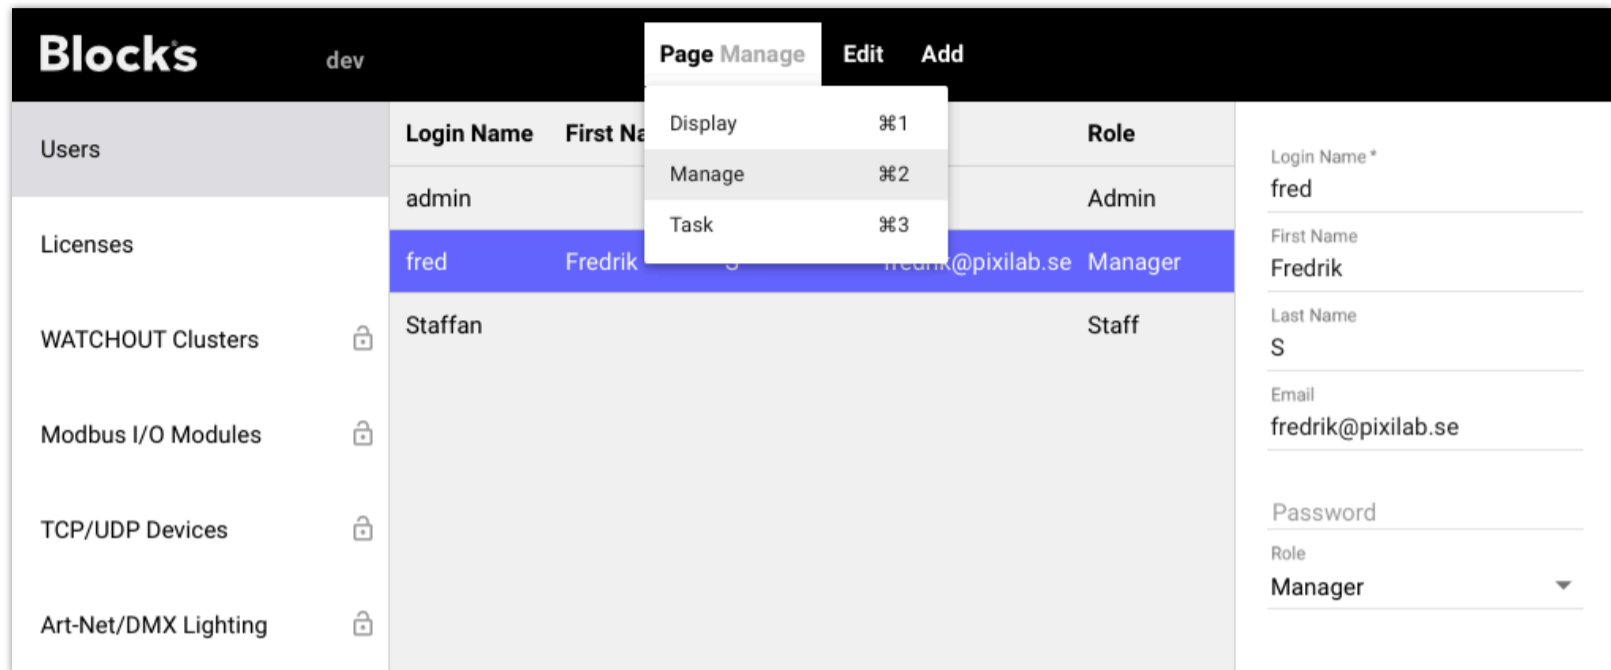 Blocks dev Page Manage Edit Add
Users
Licenses
WATCHOUT Clusters
Modbus I/O Modules
TCP/UDP Devices
Art-Net/DMX Lighting
Display ⌘1
Manage ⌘2
Task ⌘3
Login Name First Role
admin Admin
fred Fredrik fredrik@pixilab.se Manager
Staffan Staff
Login Name *
fred
First Name
Fredrik
Last Name
S
Email
fredrik@pixilab.se
Password
Role
Manager